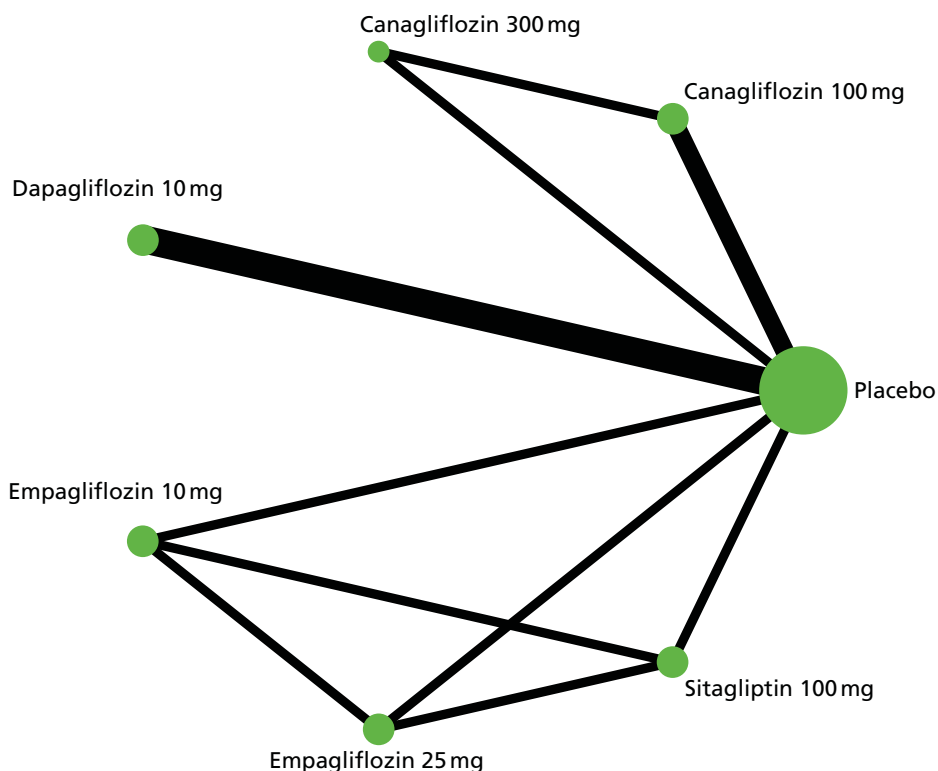 Canagliflozin 300 mg
Canagliflozin 100 mg
Dapagliflozin 10 mg
Placebo
Empagliflozin 10 mg
Sitagliptin 100 mg
Empagliflozin 25 mg